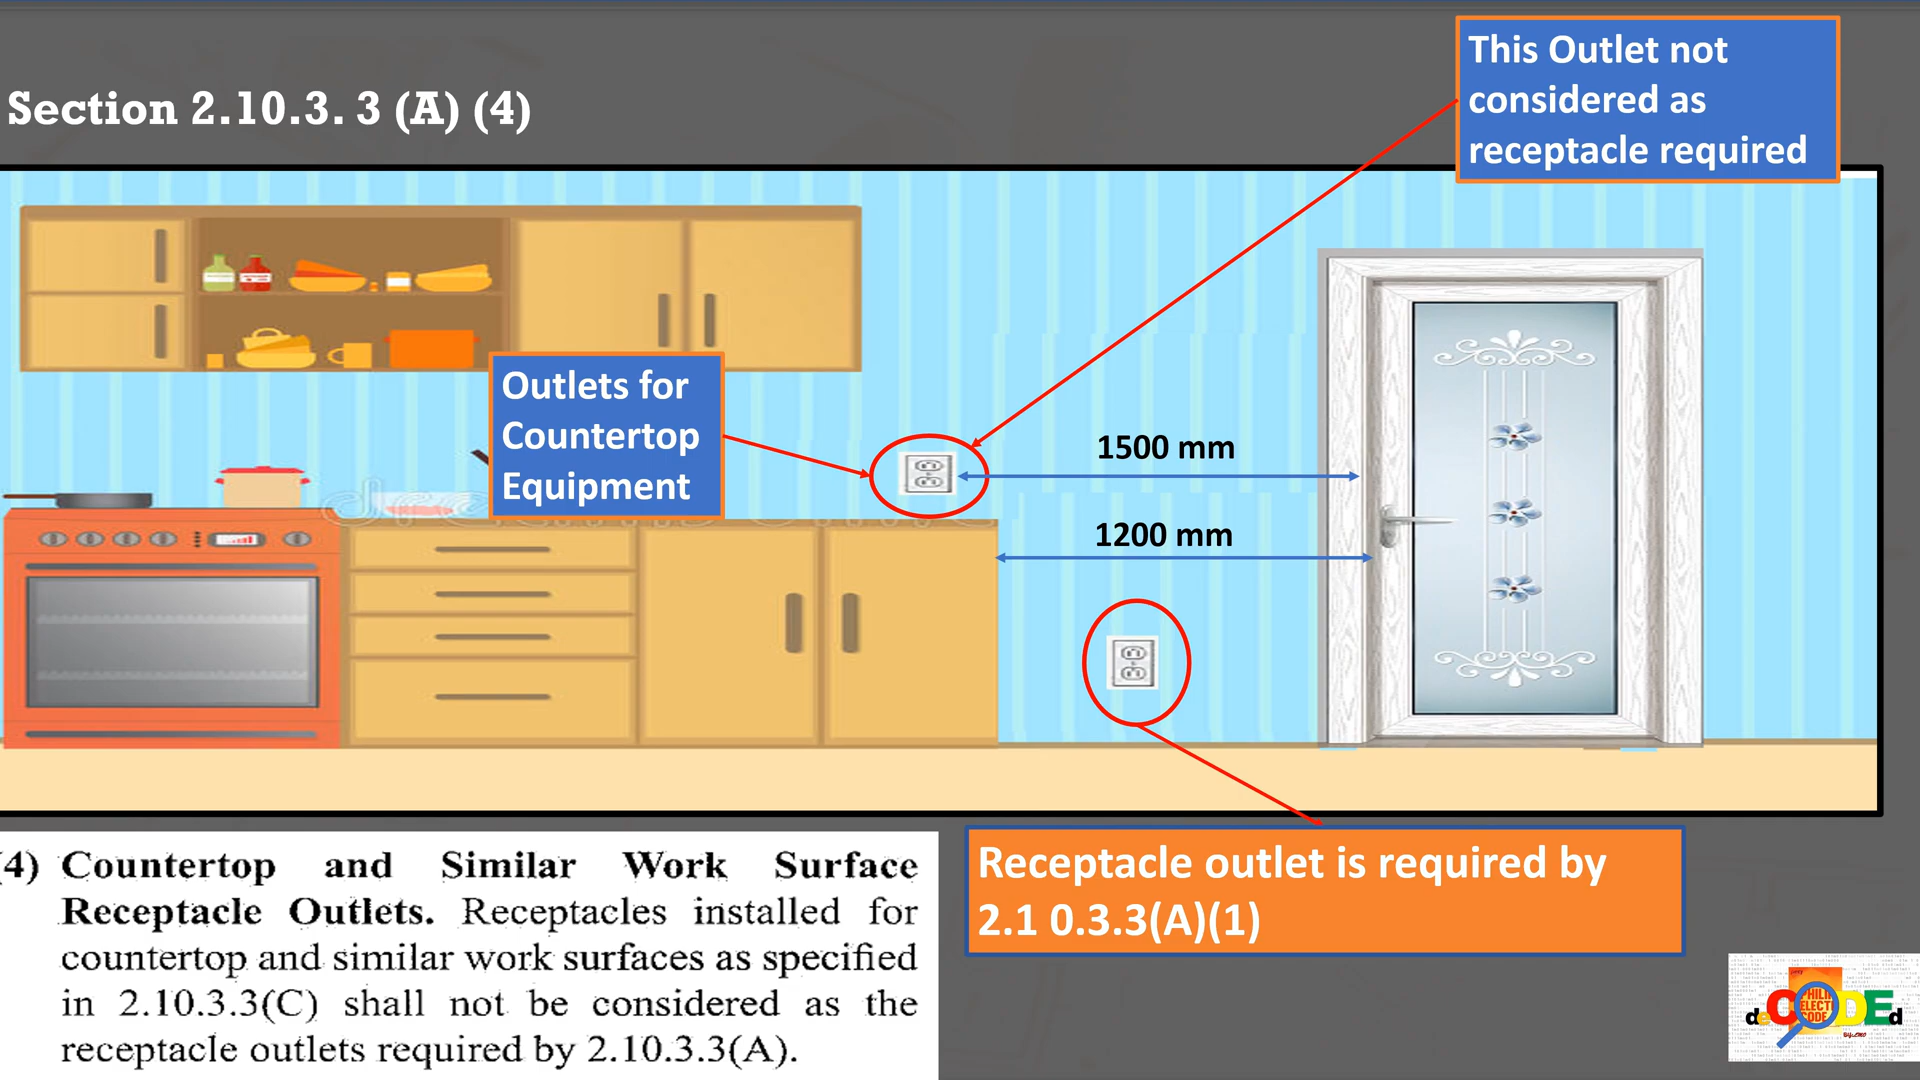 This Outlet not
considered as
receptacle required
Section 2.10.3. 3 (A) (4)
Outlets for
Countertop
Equipment
1500 mm
1200 mm
(4) Countertop and Similar Work Surface
Receptacle Outlets. Receptacles installed for
countertop and similar work surfaces as specified
in 2.10.3.3(C) shall not be considered as the
receptacle outlets required by 2.10.3.3(A).
Receptacle outlet is required by
2.1 0.3.3(A)(1)
deCODEd